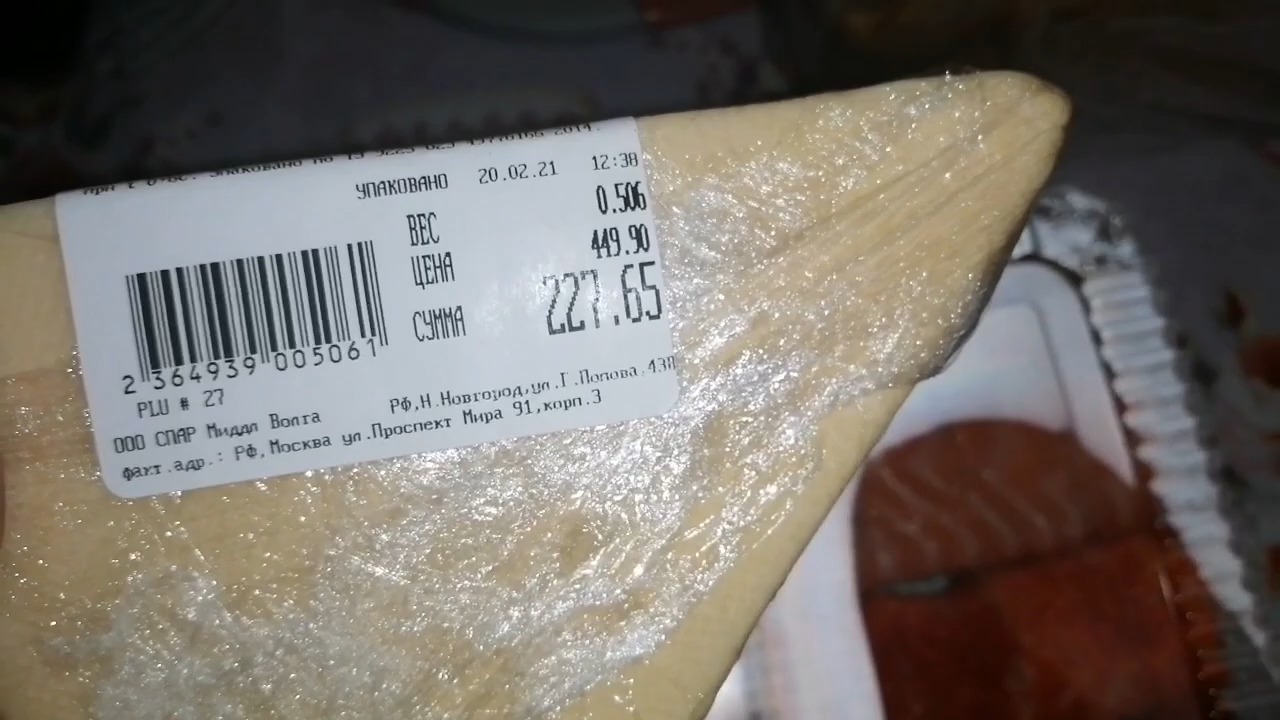 УПАКОВАНО 20.02.21 12:38
ВЕС 0.506
ЦЕНА 449.90
СУММА 227.65
2 364939 005061
PLU # 27
ООО СПАР Миддл Волга РФ,Н.Новгород,ул.Г.Попова.43Л
факт.адр.: РФ,Москва ул.Проспект Мира 91,корп.3